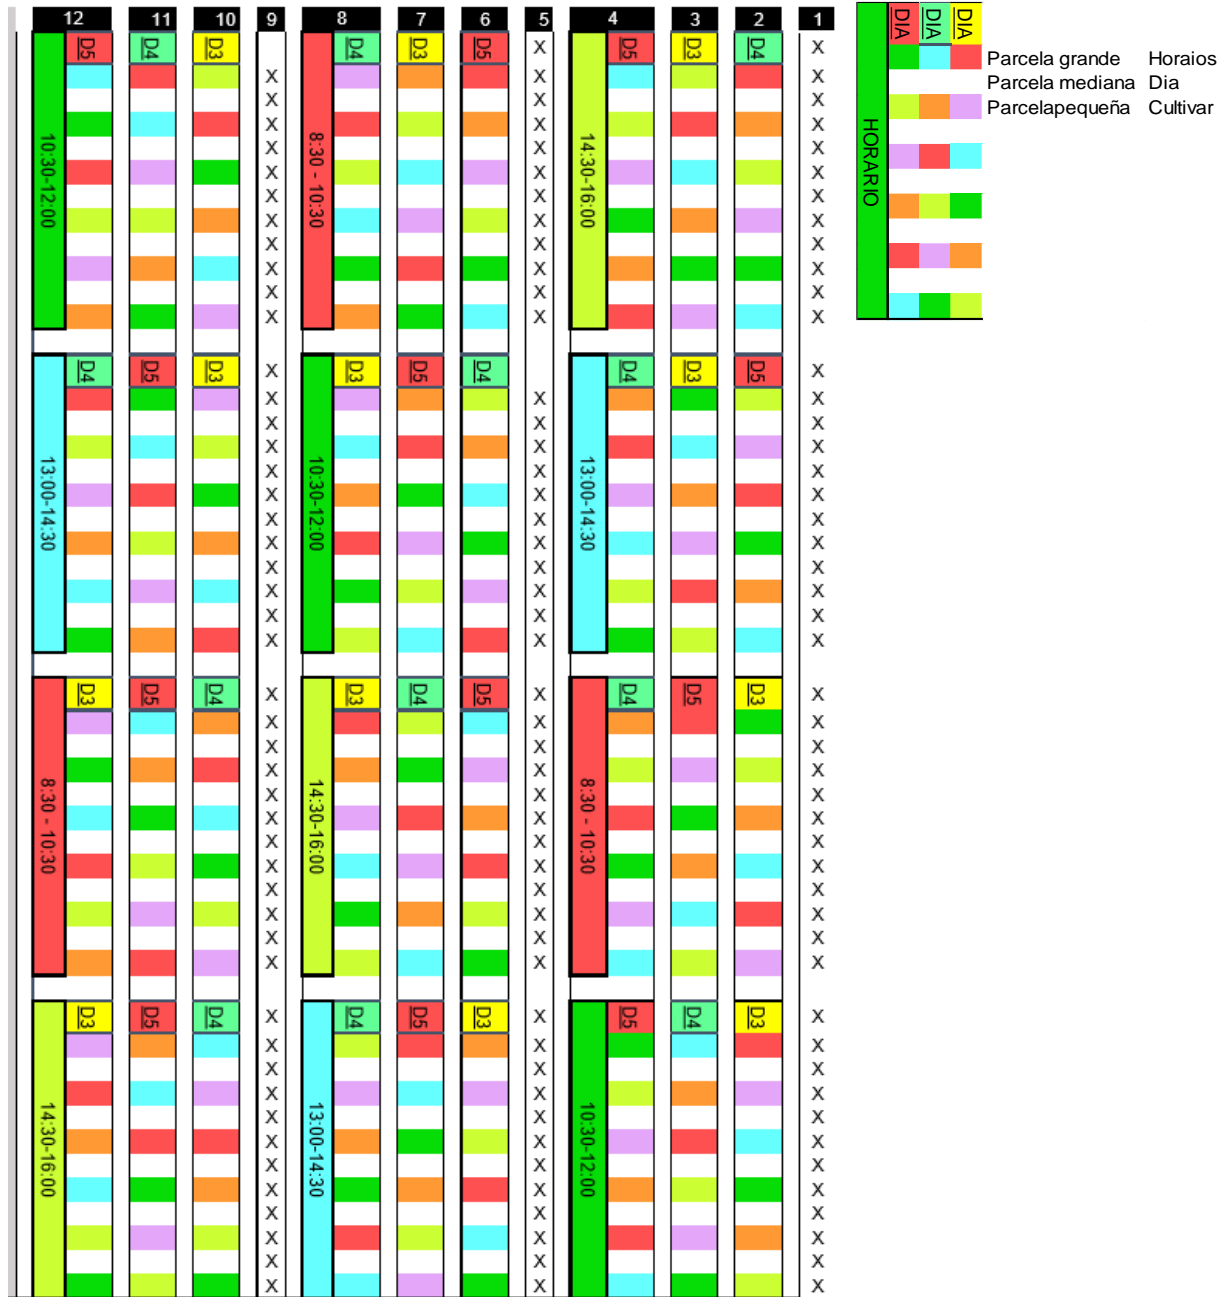 12 11 10 9 8 7 6 5 4 3 2 1
D5 D4 D3 D4 D3 D5 X D5 D3 D4 X
10:30-12:00
8:30 - 10:30
14:30-16:00
X X X
X X X
X X X
X X X
X X X
X X X
X X X
X X X
X X X
X X X
X X X
D4 D5 D3 X D3 D5 D4 D4 D3 D5 X
13:00-14:30
10:30-12:00
13:00-14:30
X X X
X X X
X X X
X X X
X X X
X X X
X X X
X X X
X X X
X X X
X X X
D3 D5 D4 X D3 D4 D5 X D4 D5 D3 X
8:30 - 10:30
14:30-16:00
8:30 - 10:30
X X X
X X X
X X X
X X X
X X X
X X X
X X X
X X X
X X X
X X X
X X X
D3 D5 D4 X D4 D5 D3 X D5 D4 D3 X
14:30-16:00
13:00-14:30
10:30-12:00
X X X
X X X
X X X
X X X
X X X
X X X
X X X
X X X
X X X
X X X
X X X
HORARIO
DIA DIA DIA
Parcela grande Horaios
Parcela mediana Dia
Parcelapequeña Cultivar